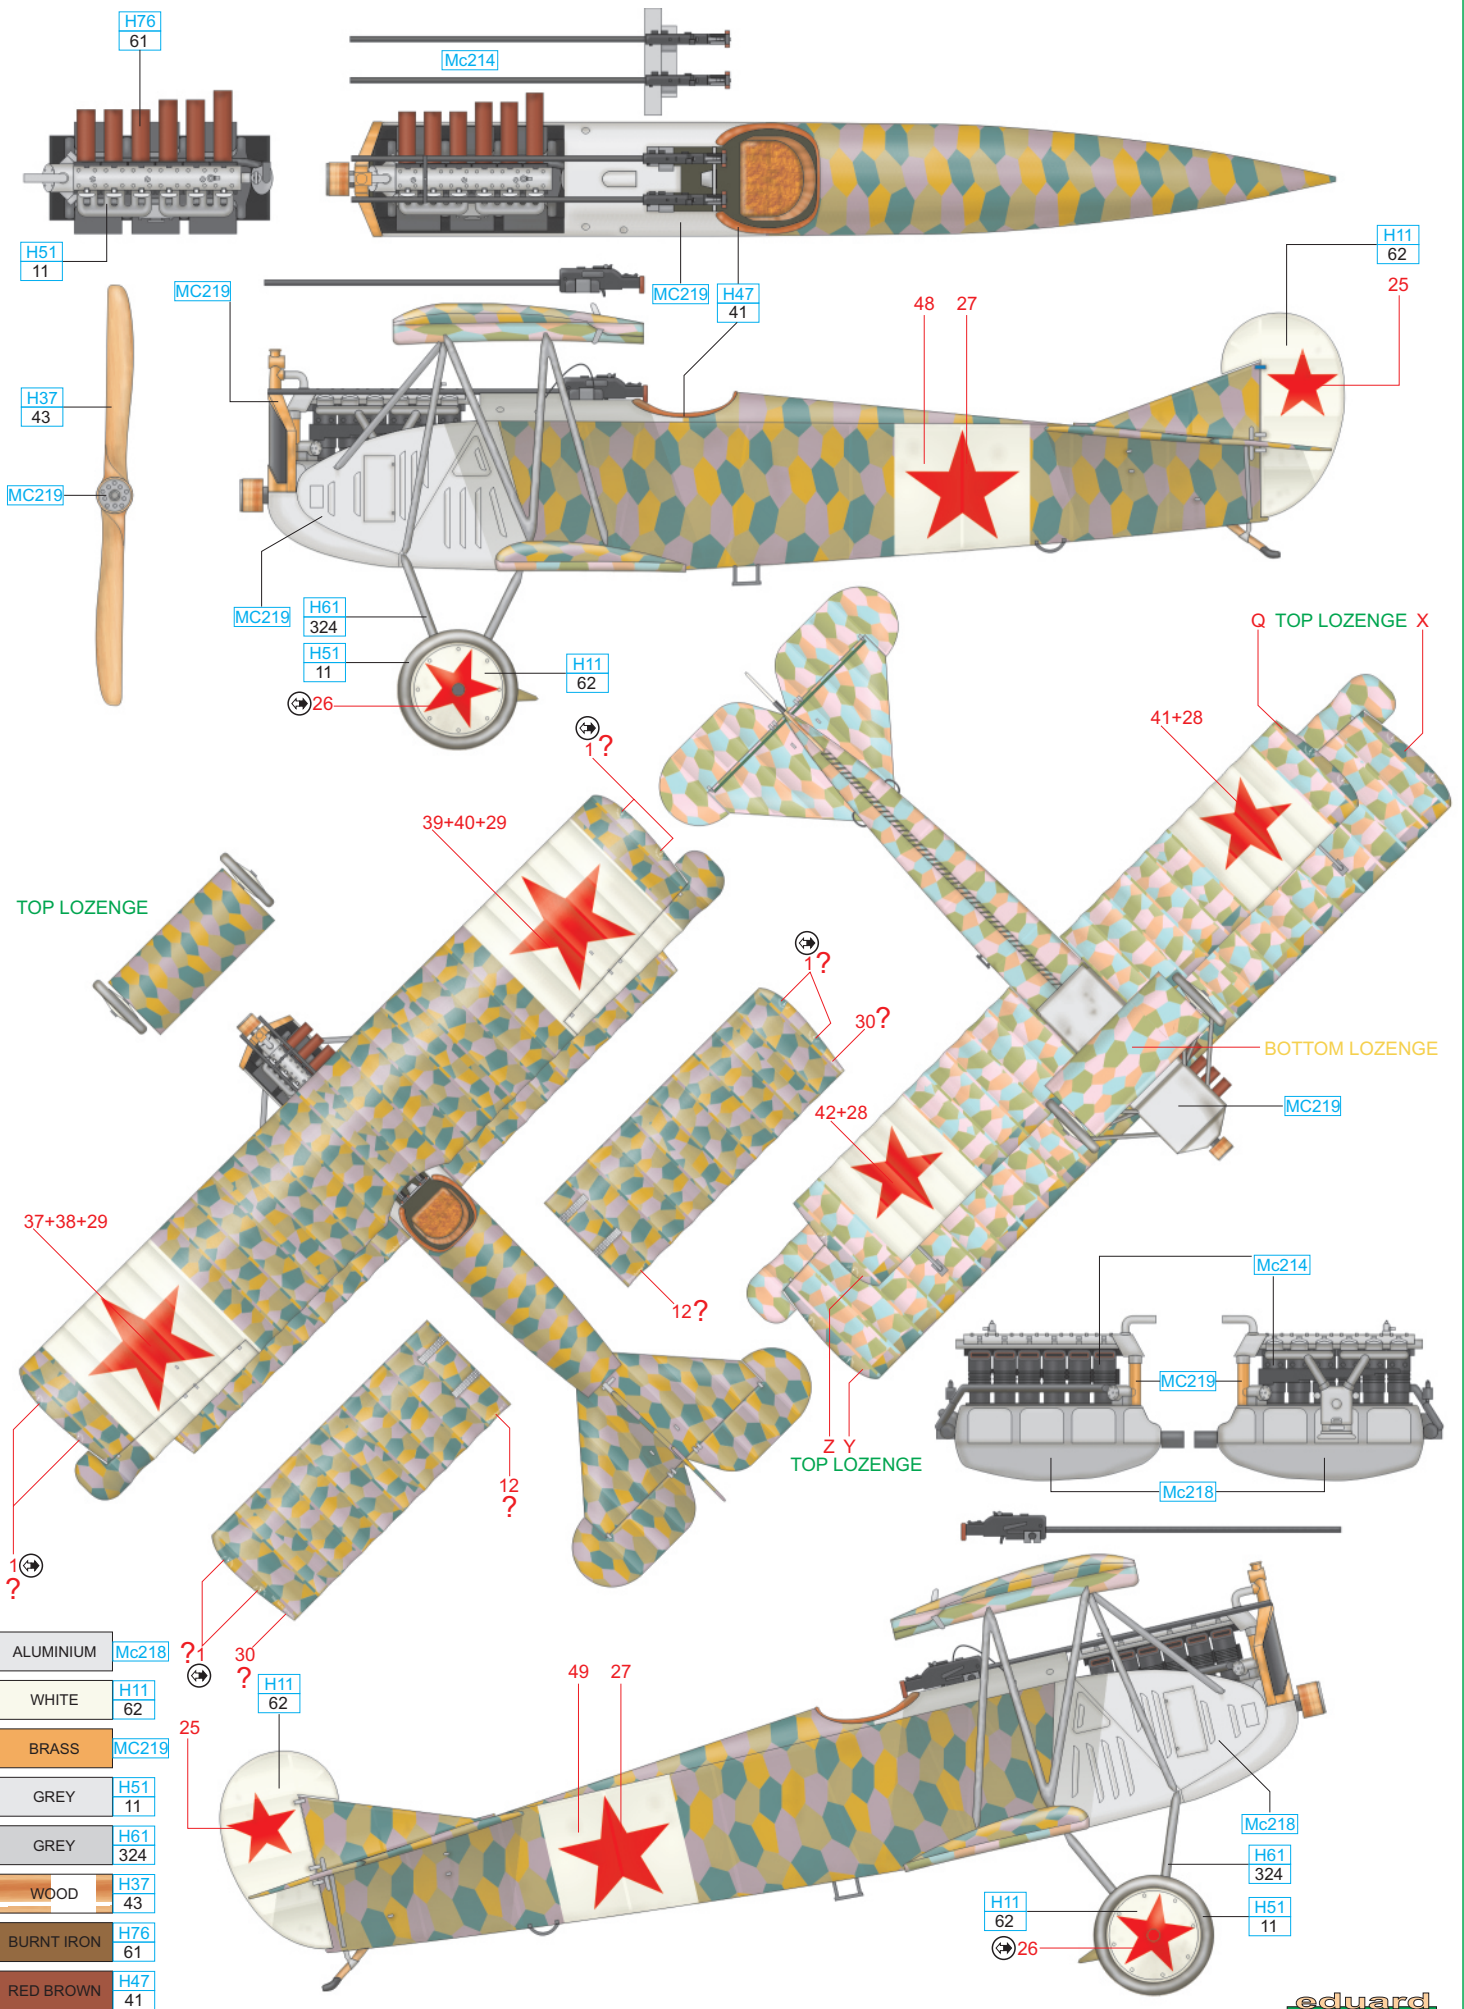 H76
61
Mc214
H51
11
H11
62
25
MC219
MC219
H47
41
48 27
H37
43
MC219
MC219
H61
324
H51
11
H11
62
26
1?
Q TOP LOZENGE X
41+28
39+40+29
TOP LOZENGE
1?
30?
BOTTOM LOZENGE
MC219
42+28
37+38+29
12?
Mc214
MC219
Z Y
TOP LOZENGE
Mc218
12
?
1
?
?1
30
?
ALUMINIUM Mc218
WHITE H11
62
BRASS MC219
GREY H51
11
GREY H61
324
WOOD H37
43
BURNT IRON H76
61
RED BROWN H47
41
H11
62
25
49 27
Mc218
H61
324
H11
62
H51
11
26
eduard